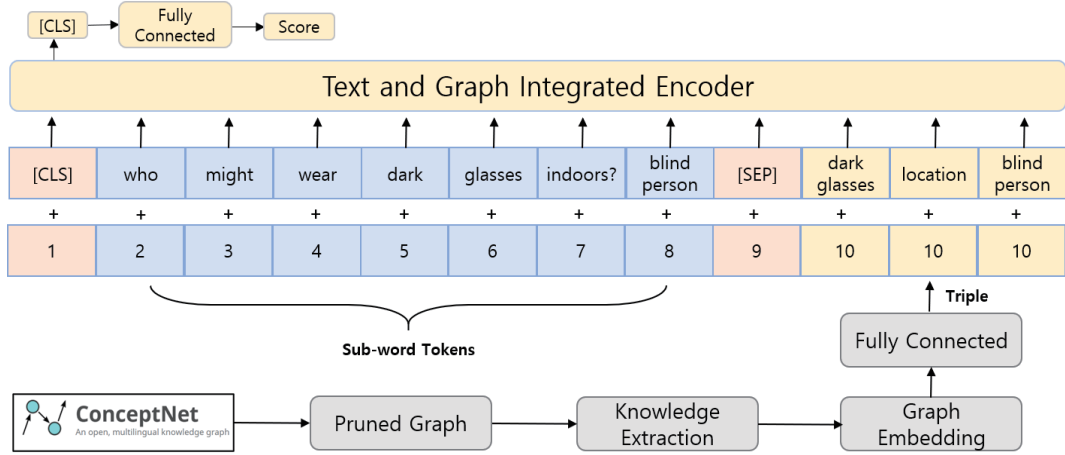 [CLS]
Fully
Connected
Score
Text and Graph Integrated Encoder
[CLS] who might wear dark glasses indoors? blind person [SEP] dark glasses location blind person
+ + + + + + + + + + + +
1 2 3 4 5 6 7 8 9 10 10 10
Triple
Sub-word Tokens
Fully Connected
ConceptNet
An open, multilingual knowledge graph
Pruned Graph
Knowledge
Extraction
Graph
Embedding